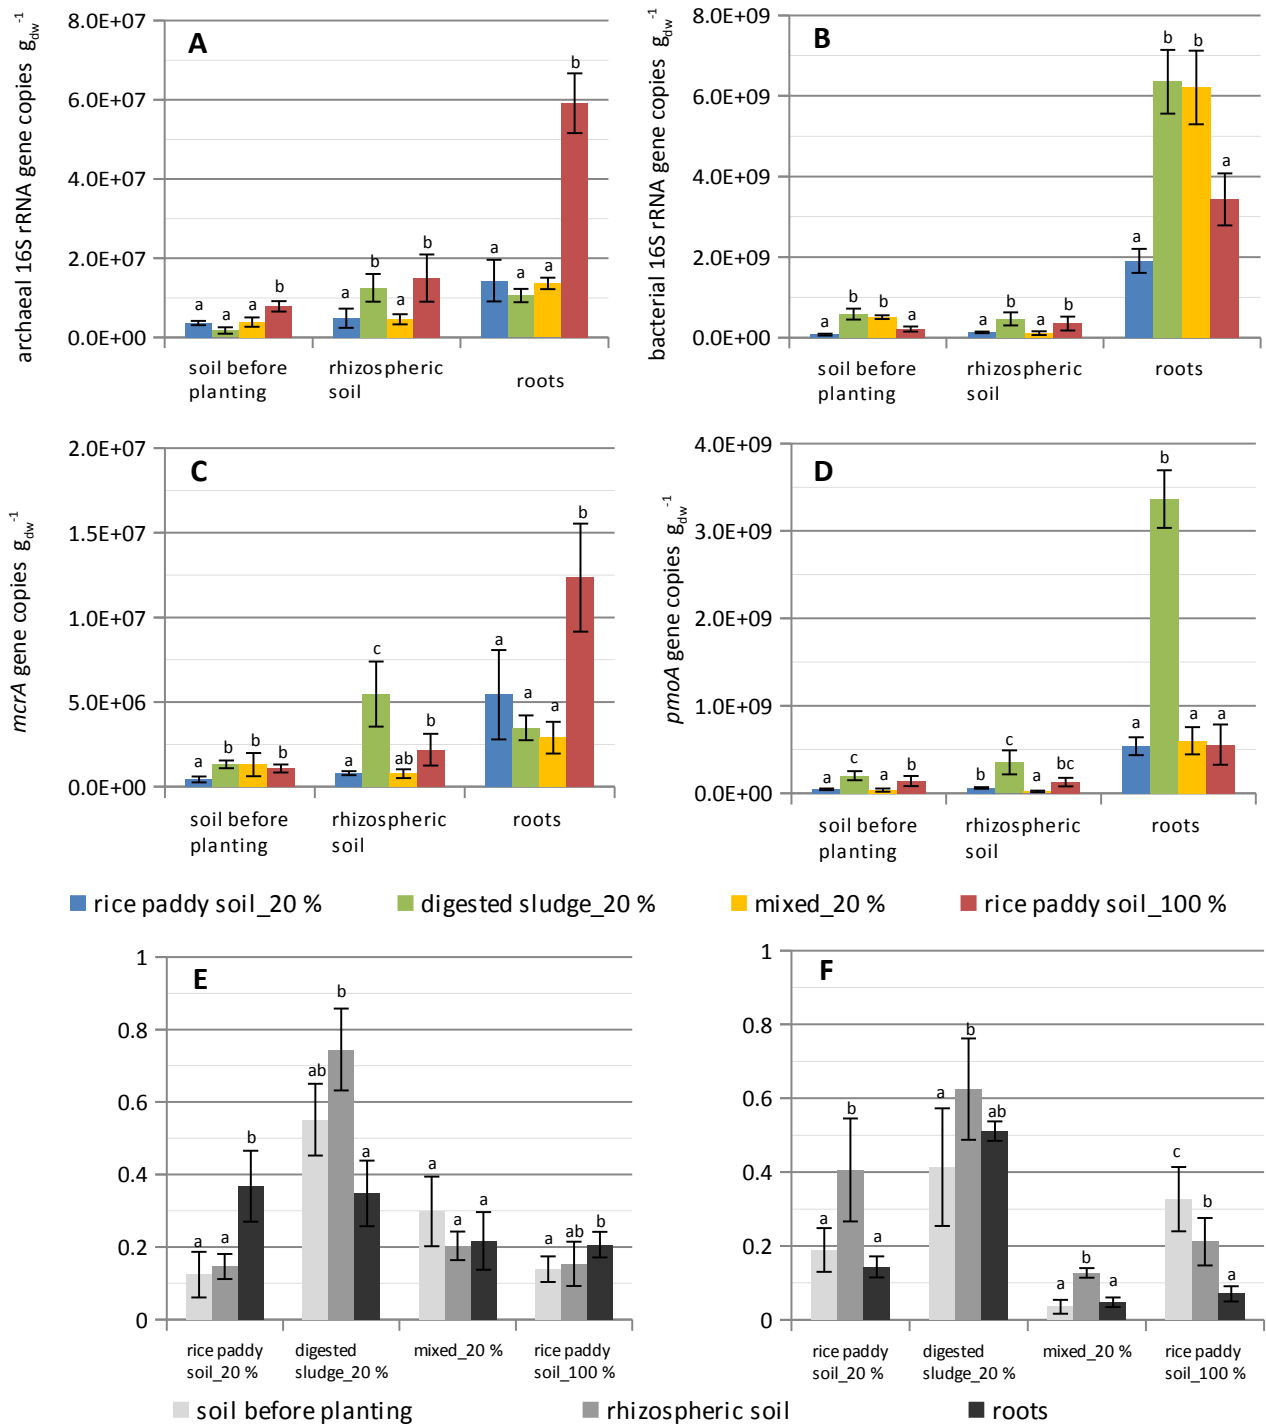 A
archaeal 16S rRNA gene copies g_dw^-1
8.0E+07
6.0E+07
4.0E+07
2.0E+07
0.0E+00
a a a b
a b a b
a a a b
soil before planting
rhizospheric soil
roots
B
bacterial 16S rRNA gene copies g_dw^-1
8.0E+09
6.0E+09
4.0E+09
2.0E+09
0.0E+00
a b b a
a b a b
a b b a
soil before planting
rhizospheric soil
roots
C
mcrA gene copies g_dw^-1
2.0E+07
1.5E+07
1.0E+07
5.0E+06
0.0E+00
a b b b
a c ab b
a a a b
soil before planting
rhizospheric soil
roots
D
pmoA gene copies g_dw^-1
4.0E+09
3.0E+09
2.0E+09
1.0E+09
0.0E+00
a c a b
b c a bc
a b a a
soil before planting
rhizospheric soil
roots
rice paddy soil_20 %
digested sludge_20 %
mixed_20 %
rice paddy soil_100 %
E
1
0.8
0.6
0.4
0.2
0
a a b
ab b a
a a a
a ab b
rice paddy soil_20 %
digested sludge_20 %
mixed_20 %
rice paddy soil_100 %
F
1
0.8
0.6
0.4
0.2
0
a b a
a b ab
a b a
c b a
rice paddy soil_20 %
digested sludge_20 %
mixed_20 %
rice paddy soil_100 %
soil before planting
rhizospheric soil
roots